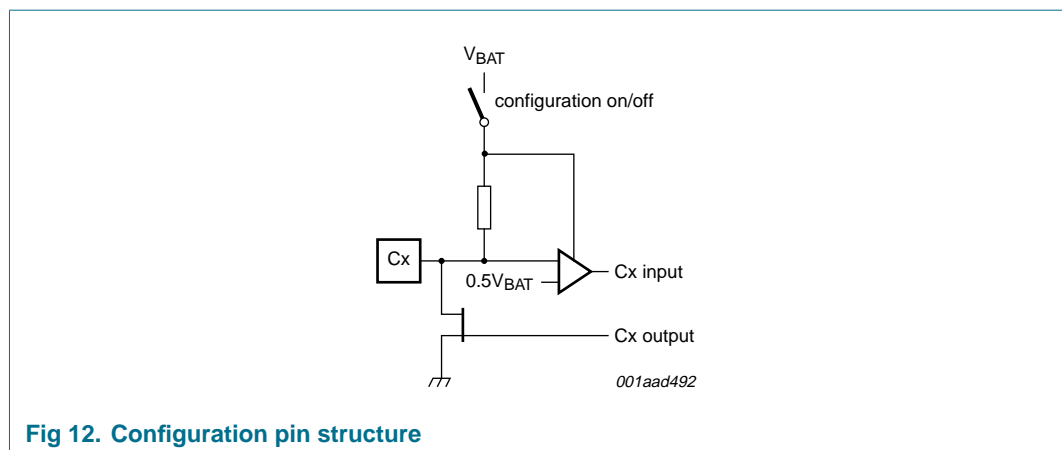 VBAT
configuration on/off
Cx
0.5VBAT
Cx input
Cx output
001aad492
Fig 12. Configuration pin structure